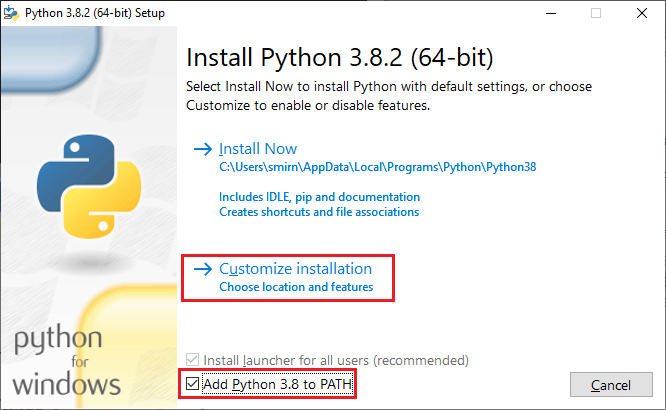 Python 3.8.2 (64-bit) Setup
Install Python 3.8.2 (64-bit)
Select Install Now to install Python with default settings, or choose
Customize to enable or disable features.
Install Now
C:\Users\smirn\AppData\Local\Programs\Python\Python38
Includes IDLE, pip and documentation
Creates shortcuts and file associations
Customize installation
Choose location and features
python
for
windows
Install launcher for all users (recommended)
Add Python 3.8 to PATH
Cancel